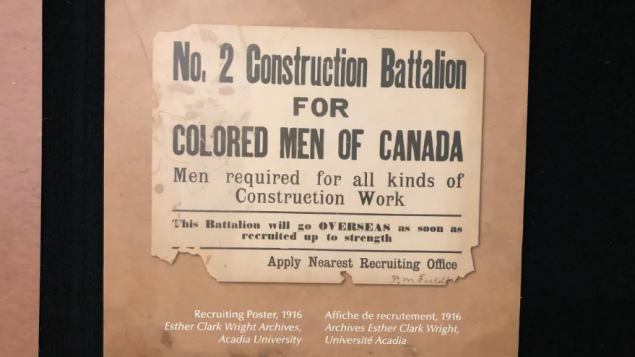 No. 2 Construction Battalion
FOR
COLORED MEN OF CANADA
Men required for all kinds of
Construction Work
This Battalion will go OVERSEAS as soon as
recruited up to strength
Apply Nearest Recruiting Office
Recruiting Poster, 1916
Esther Clark Wright Archives,
Acadia University
Affiche de recrutement, 1916
Archives Esther Clark Wright,
Université Acadia